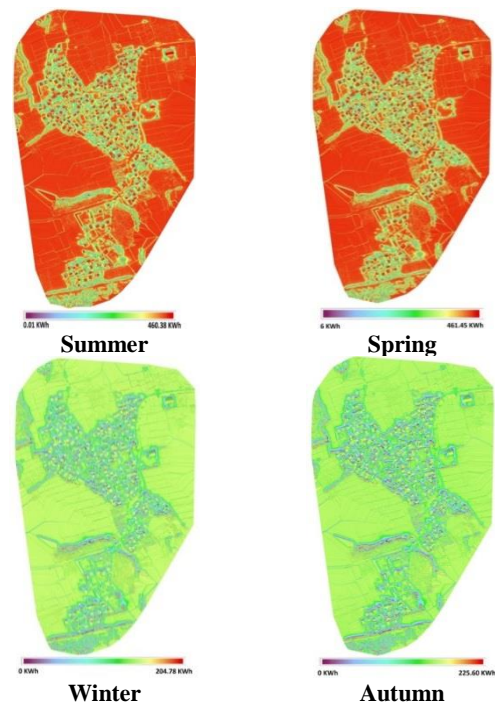 0.01 KWh 460.38 KWh
6 KWh 461.45 KWh
Summer Spring
0 KWh 204.78 KWh
0 KWh 225.60 KWh
Winter Autumn